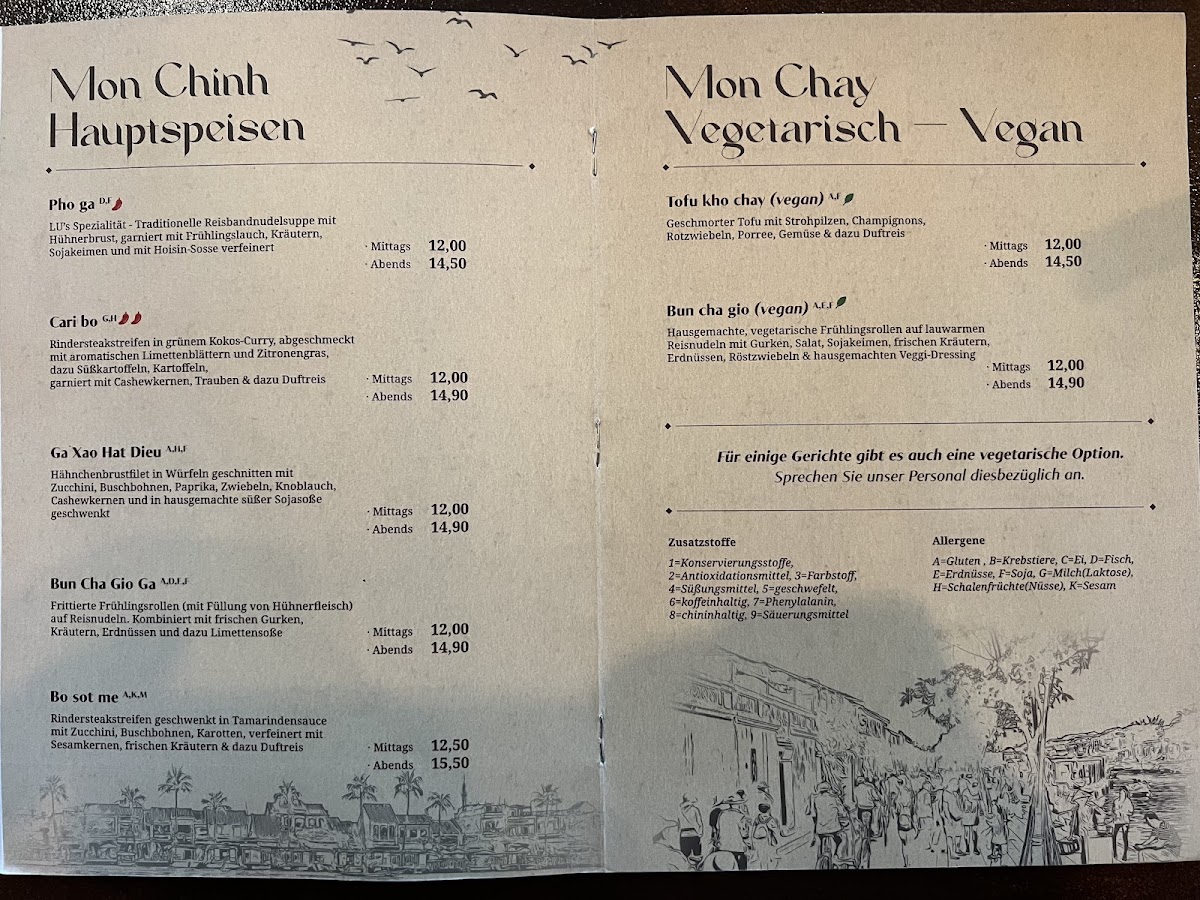 Mon Chinh
Hauptspeisen
Pho ga D,F
LU's Spezialität - Traditionelle Reisbandnudelsuppe mit
Hühnerbrust, garniert mit Frühlingslauch, Kräutern,
Sojakeimen und mit Hoisin-Sosse verfeinert
· Mittags 12,00
· Abends 14,50
Cari bo G,H
Rindersteakstreifen in grünem Kokos-Curry, abgeschmeckt
mit aromatischen Limettenblättern und Zitronengras,
dazu Süßkartoffeln, Kartoffeln,
garniert mit Cashewkernen, Trauben & dazu Duftreis
· Mittags 12,00
· Abends 14,90
Ga Xao Hat Dieu A,H,F
Hähnchenbrustfilet in Würfeln geschnitten mit
Zucchini, Buschbohnen, Paprika, Zwiebeln, Knoblauch,
Cashewkernen und in hausgemachte süßer Sojasoße
geschwenkt
· Mittags 12,00
· Abends 14,90
Bun Cha Gio Ga A,D,E,F
Frittierte Frühlingsrollen (mit Füllung von Hühnerfleisch)
auf Reisnudeln. Kombiniert mit frischen Gurken,
Kräutern, Erdnüssen und dazu Limettensoße
· Mittags 12,00
· Abends 14,90
Bo sot me A,K,M
Rindersteakstreifen geschwenkt in Tamarindensauce
mit Zucchini, Buschbohnen, Karotten, verfeinert mit
Sesamkernen, frischen Kräutern & dazu Duftreis
· Mittags 12,50
· Abends 15,50
Mon Chay
Vegetarisch — Vegan
Tofu kho chay (vegan) A,F
Geschmorter Tofu mit Strohpilzen, Champignons,
Rotzwiebeln, Porree, Gemüse & dazu Duftreis
· Mittags 12,00
· Abends 14,50
Bun cha gio (vegan) A,E,F
Hausgemachte, vegetarische Frühlingsrollen auf lauwarmen
Reisnudeln mit Gurken, Salat, Sojakeimen, frischen Kräutern,
Erdnüssen, Röstzwiebeln & hausgemachten Veggi-Dressing
· Mittags 12,00
· Abends 14,90
Für einige Gerichte gibt es auch eine vegetarische Option.
Sprechen Sie unser Personal diesbezüglich an.
Zusatzstoffe
1=Konservierungsstoffe,
2=Antioxidationsmittel, 3=Farbstoff,
4=Süßungsmittel, 5=geschwefelt,
6=koffeinhaltig, 7=Phenylalanin,
8=chininhaltig, 9=Säuerungsmittel
Allergene
A=Gluten , B=Krebstiere, C=Ei, D=Fisch,
E=Erdnüsse, F=Soja, G=Milch(Laktose),
H=Schalenfrüchte(Nüsse), K=Sesam